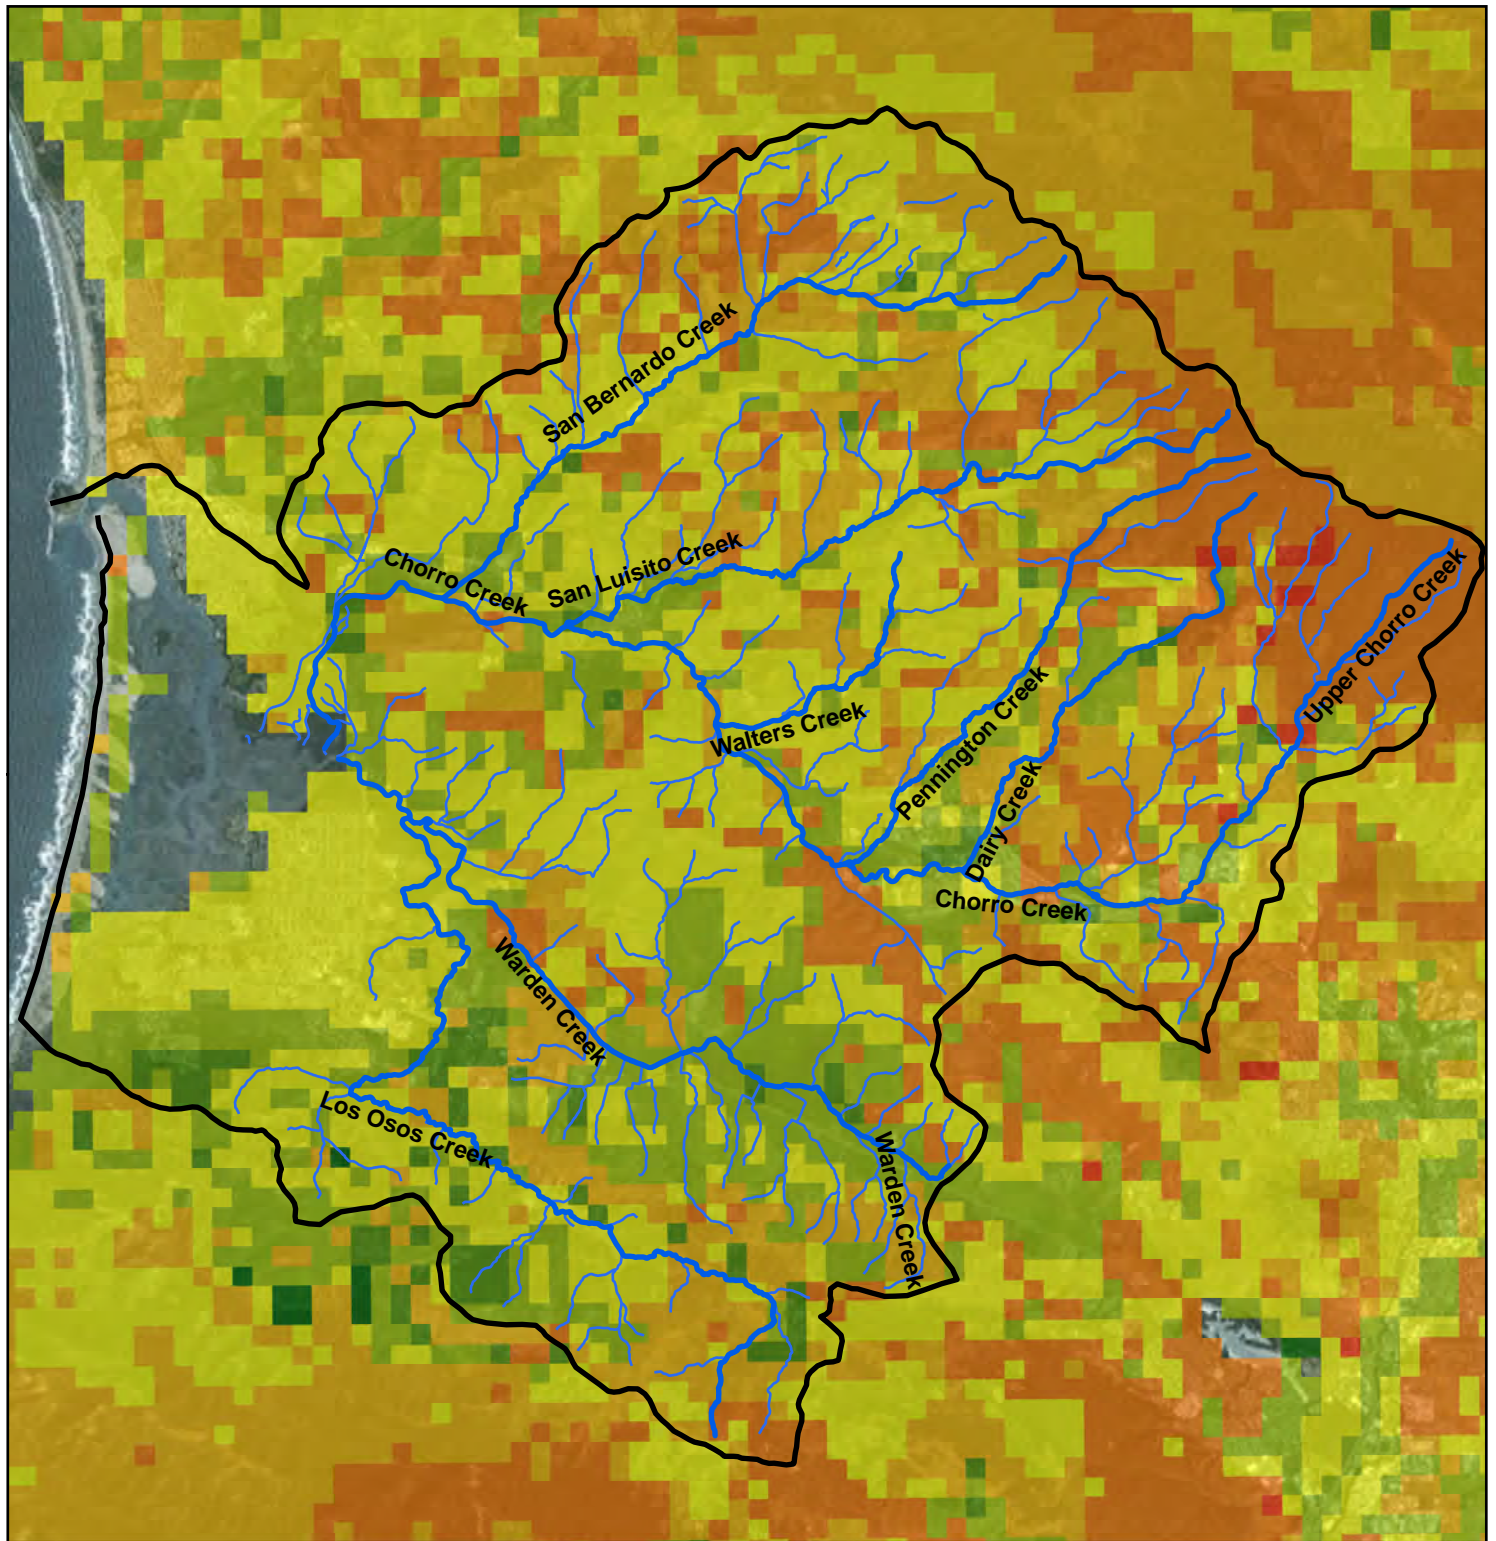 San Bernardo Creek
Chorro Creek
San Luisito Creek
Upper Chorro Creek
Walters Creek
Pennington Creek
Dairy Creek
Chorro Creek
Warden Creek
Los Osos Creek
Warden Creek